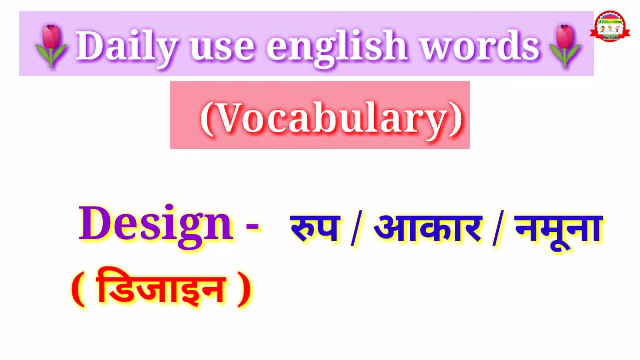 Daily use english words
(Vocabulary)
Design - रुप / आकार / नमूना
( डिजाइन )